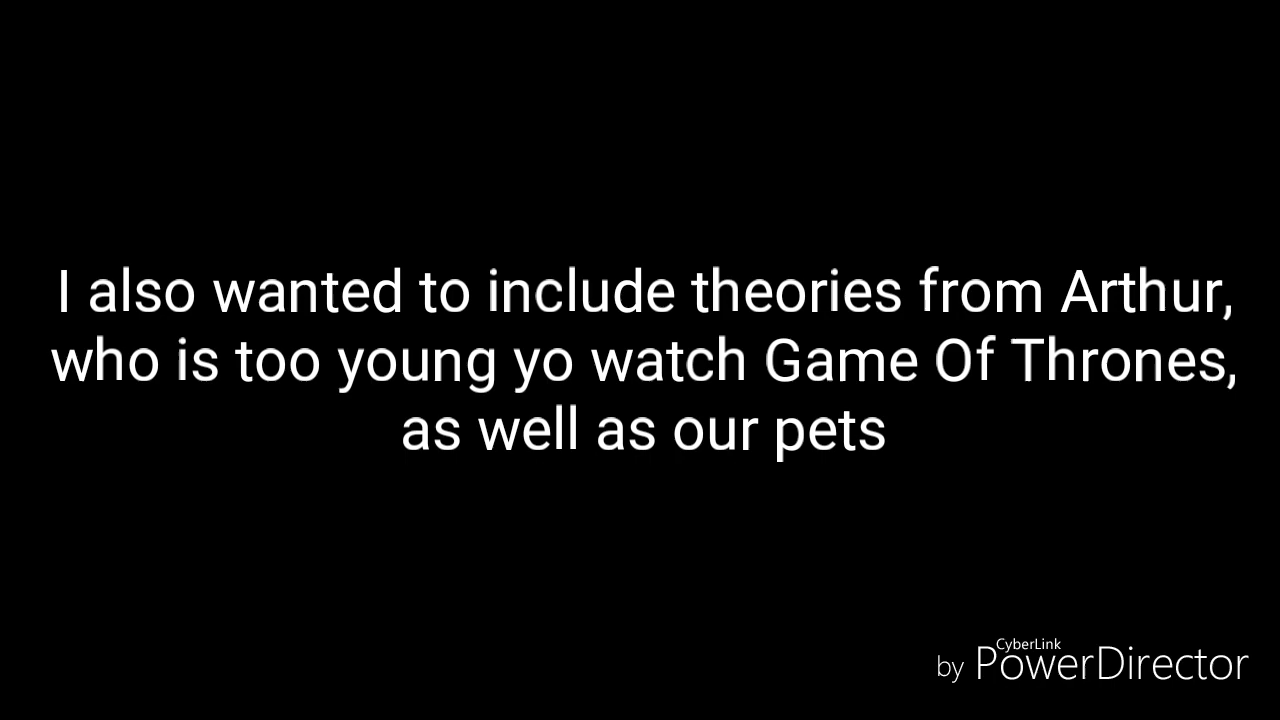 I also wanted to include theories from Arthur,
who is too young yo watch Game Of Thrones,
as well as our pets
CyberLink
by PowerDirector